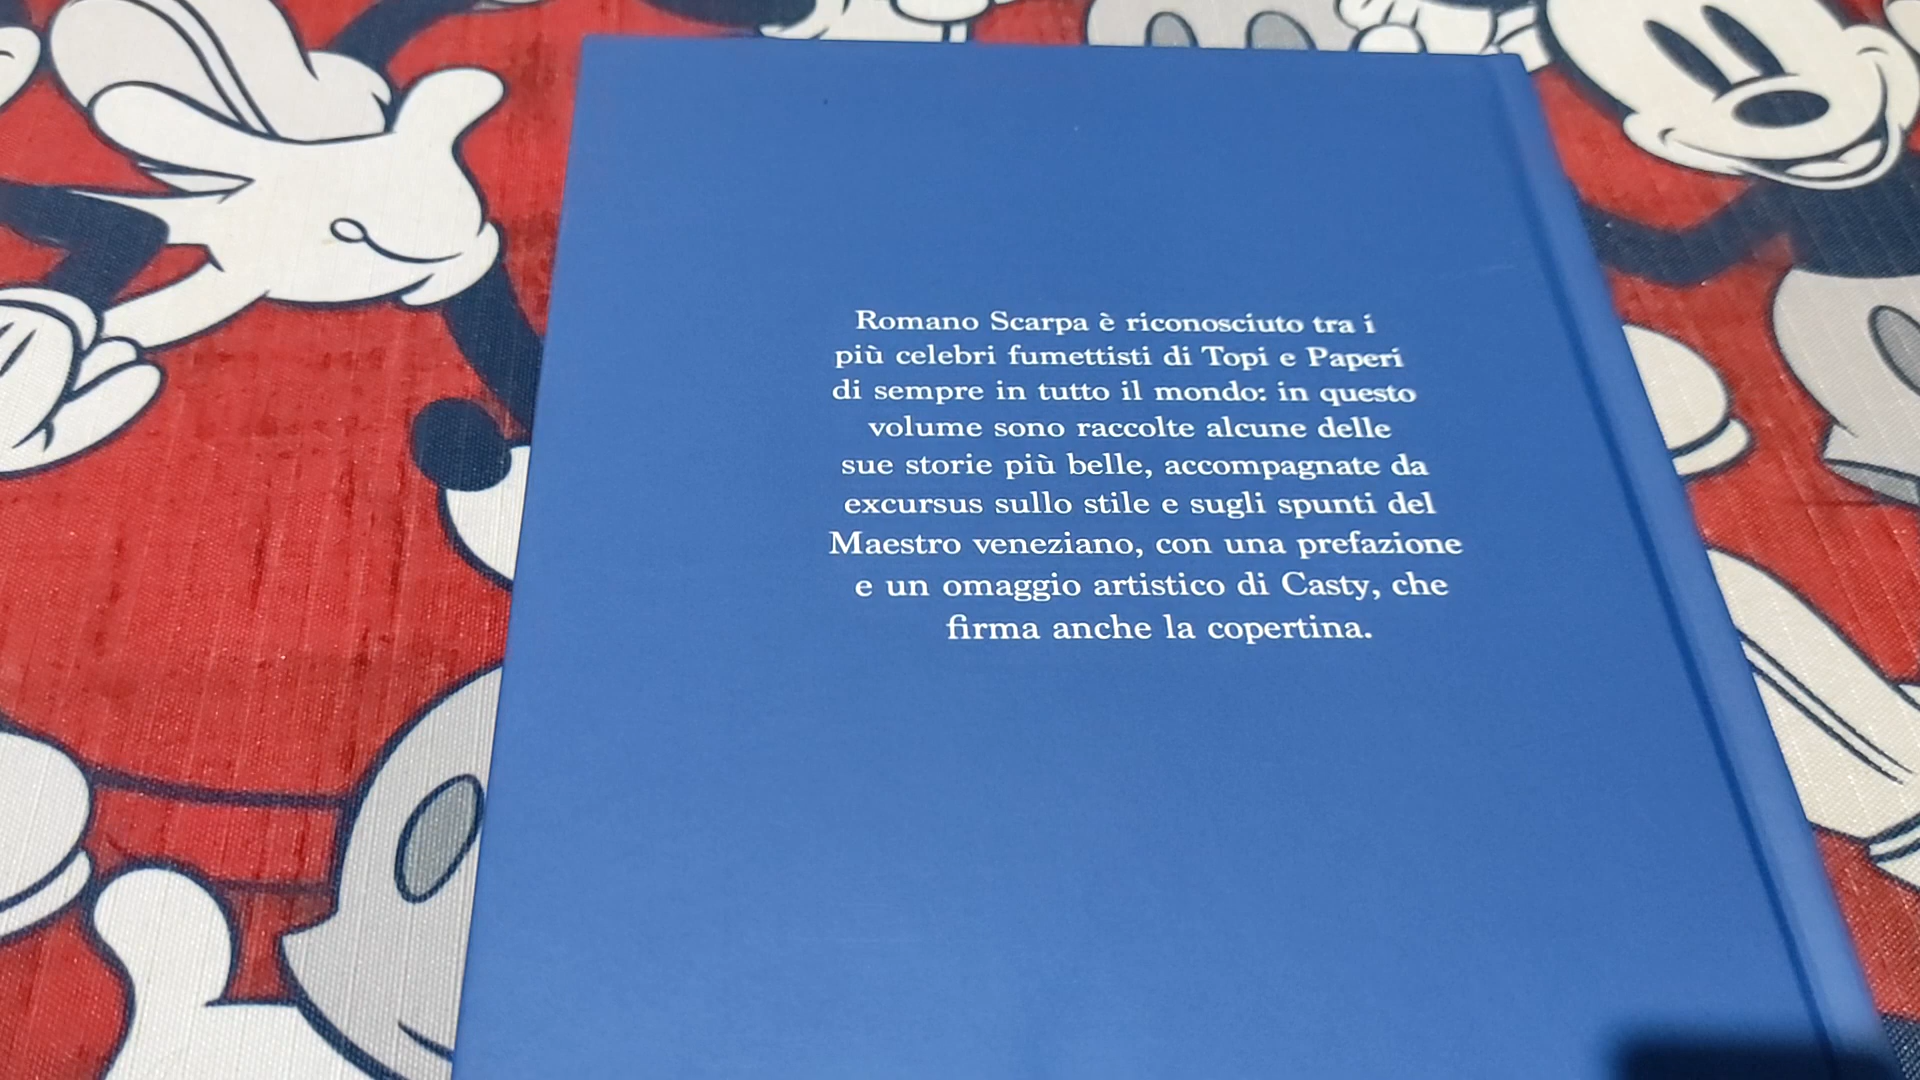 Romano Scarpa è riconosciuto tra i
più celebri fumettisti di Topi e Paperi
di sempre in tutto il mondo: in questo
volume sono raccolte alcune delle
sue storie più belle, accompagnate da
excursus sullo stile e sugli spunti del
Maestro veneziano, con una prefazione
e un omaggio artistico di Casty, che
firma anche la copertina.